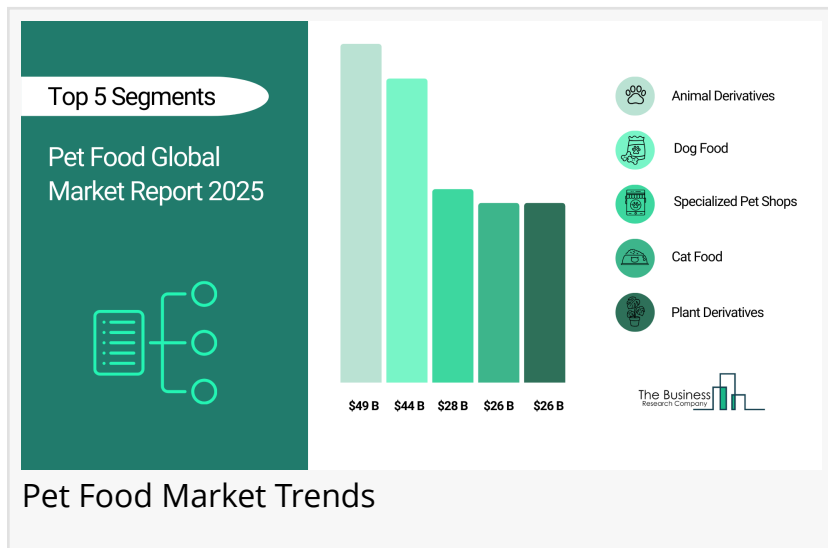 Top 5 Segments
Pet Food Global
Market Report 2025
$49 B $44 B $28 B $26 B $26 B
Animal Derivatives
Dog Food
Specialized Pet Shops
Cat Food
Plant Derivatives
The Business
Research Company
Pet Food Market Trends